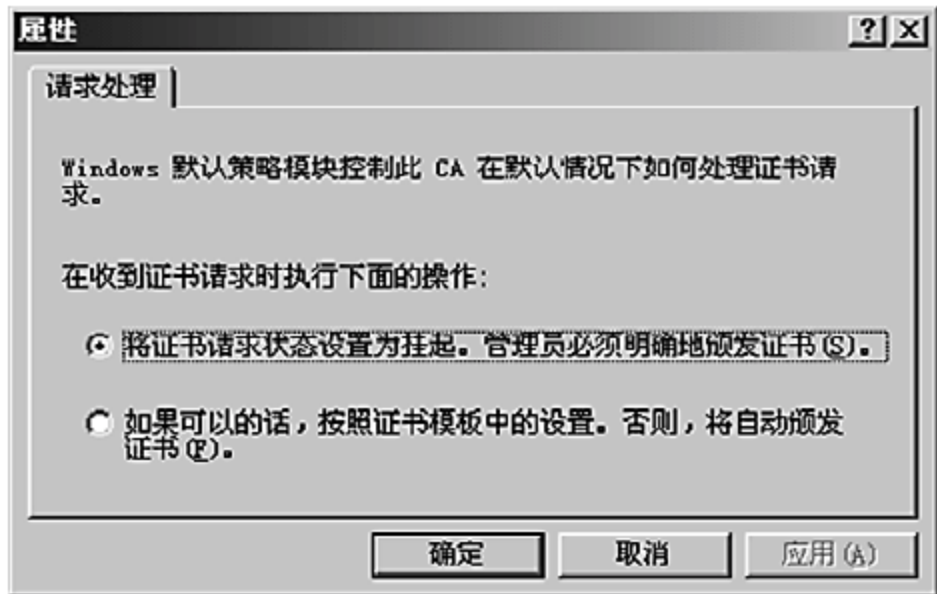 属性
请求处理
Windows 默认策略模块控制此 CA 在默认情况下如何处理证书请
求。
在收到证书请求时执行下面的操作:
将证书请求状态设置为挂起。管理员必须明确地颁发证书(S)。
如果可以的话,按照证书模板中的设置。否则,将自动颁发
证书(F)。
确定 取消 应用(A)